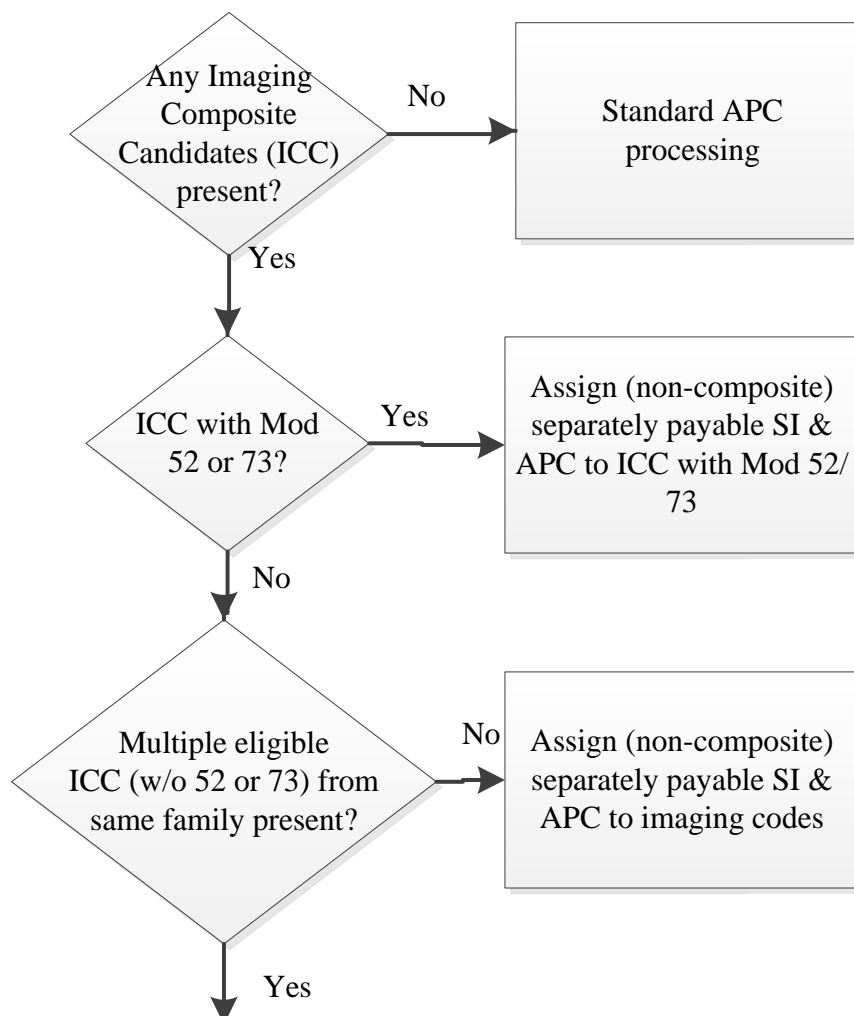 Any Imaging
Composite
Candidates (ICC)
present?
No
Standard APC
processing
Yes
ICC with Mod
52 or 73?
Yes
Assign (non-composite)
separately payable SI &
APC to ICC with Mod 52/
73
No
Multiple eligible
ICC (w/o 52 or 73) from
same family present?
No
Assign (non-composite)
separately payable SI &
APC to imaging codes
Yes